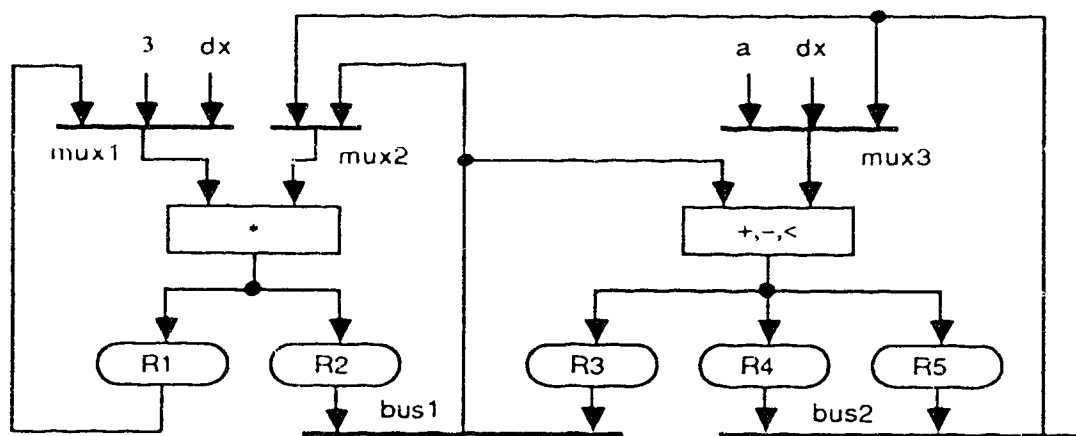 3 dx a dx
mux1 mux2 mux3
* +,-,<
R1 R2 R3 R4 R5
bus1 bus2